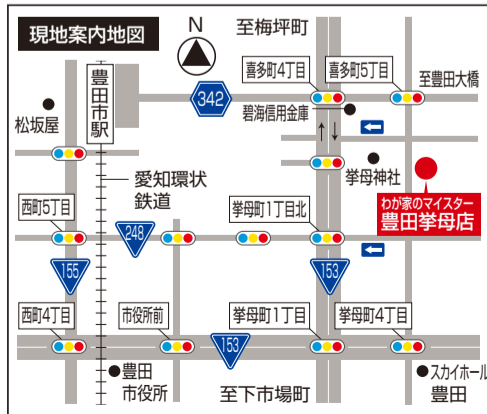 現地案内地図
N
至梅坪町
喜多町4丁目
喜多町5丁目
至豊田大橋
342
碧海信用金庫
豊田市駅
松坂屋
挙母神社
愛知環状
鉄道
わが家のマイスター
豊田挙母店
西町5丁目
248
挙母町1丁目北
155
153
西町4丁目
市役所前
153
挙母町1丁目
挙母町4丁目
豊田
市役所
至下市場町
スカイホール
豊田